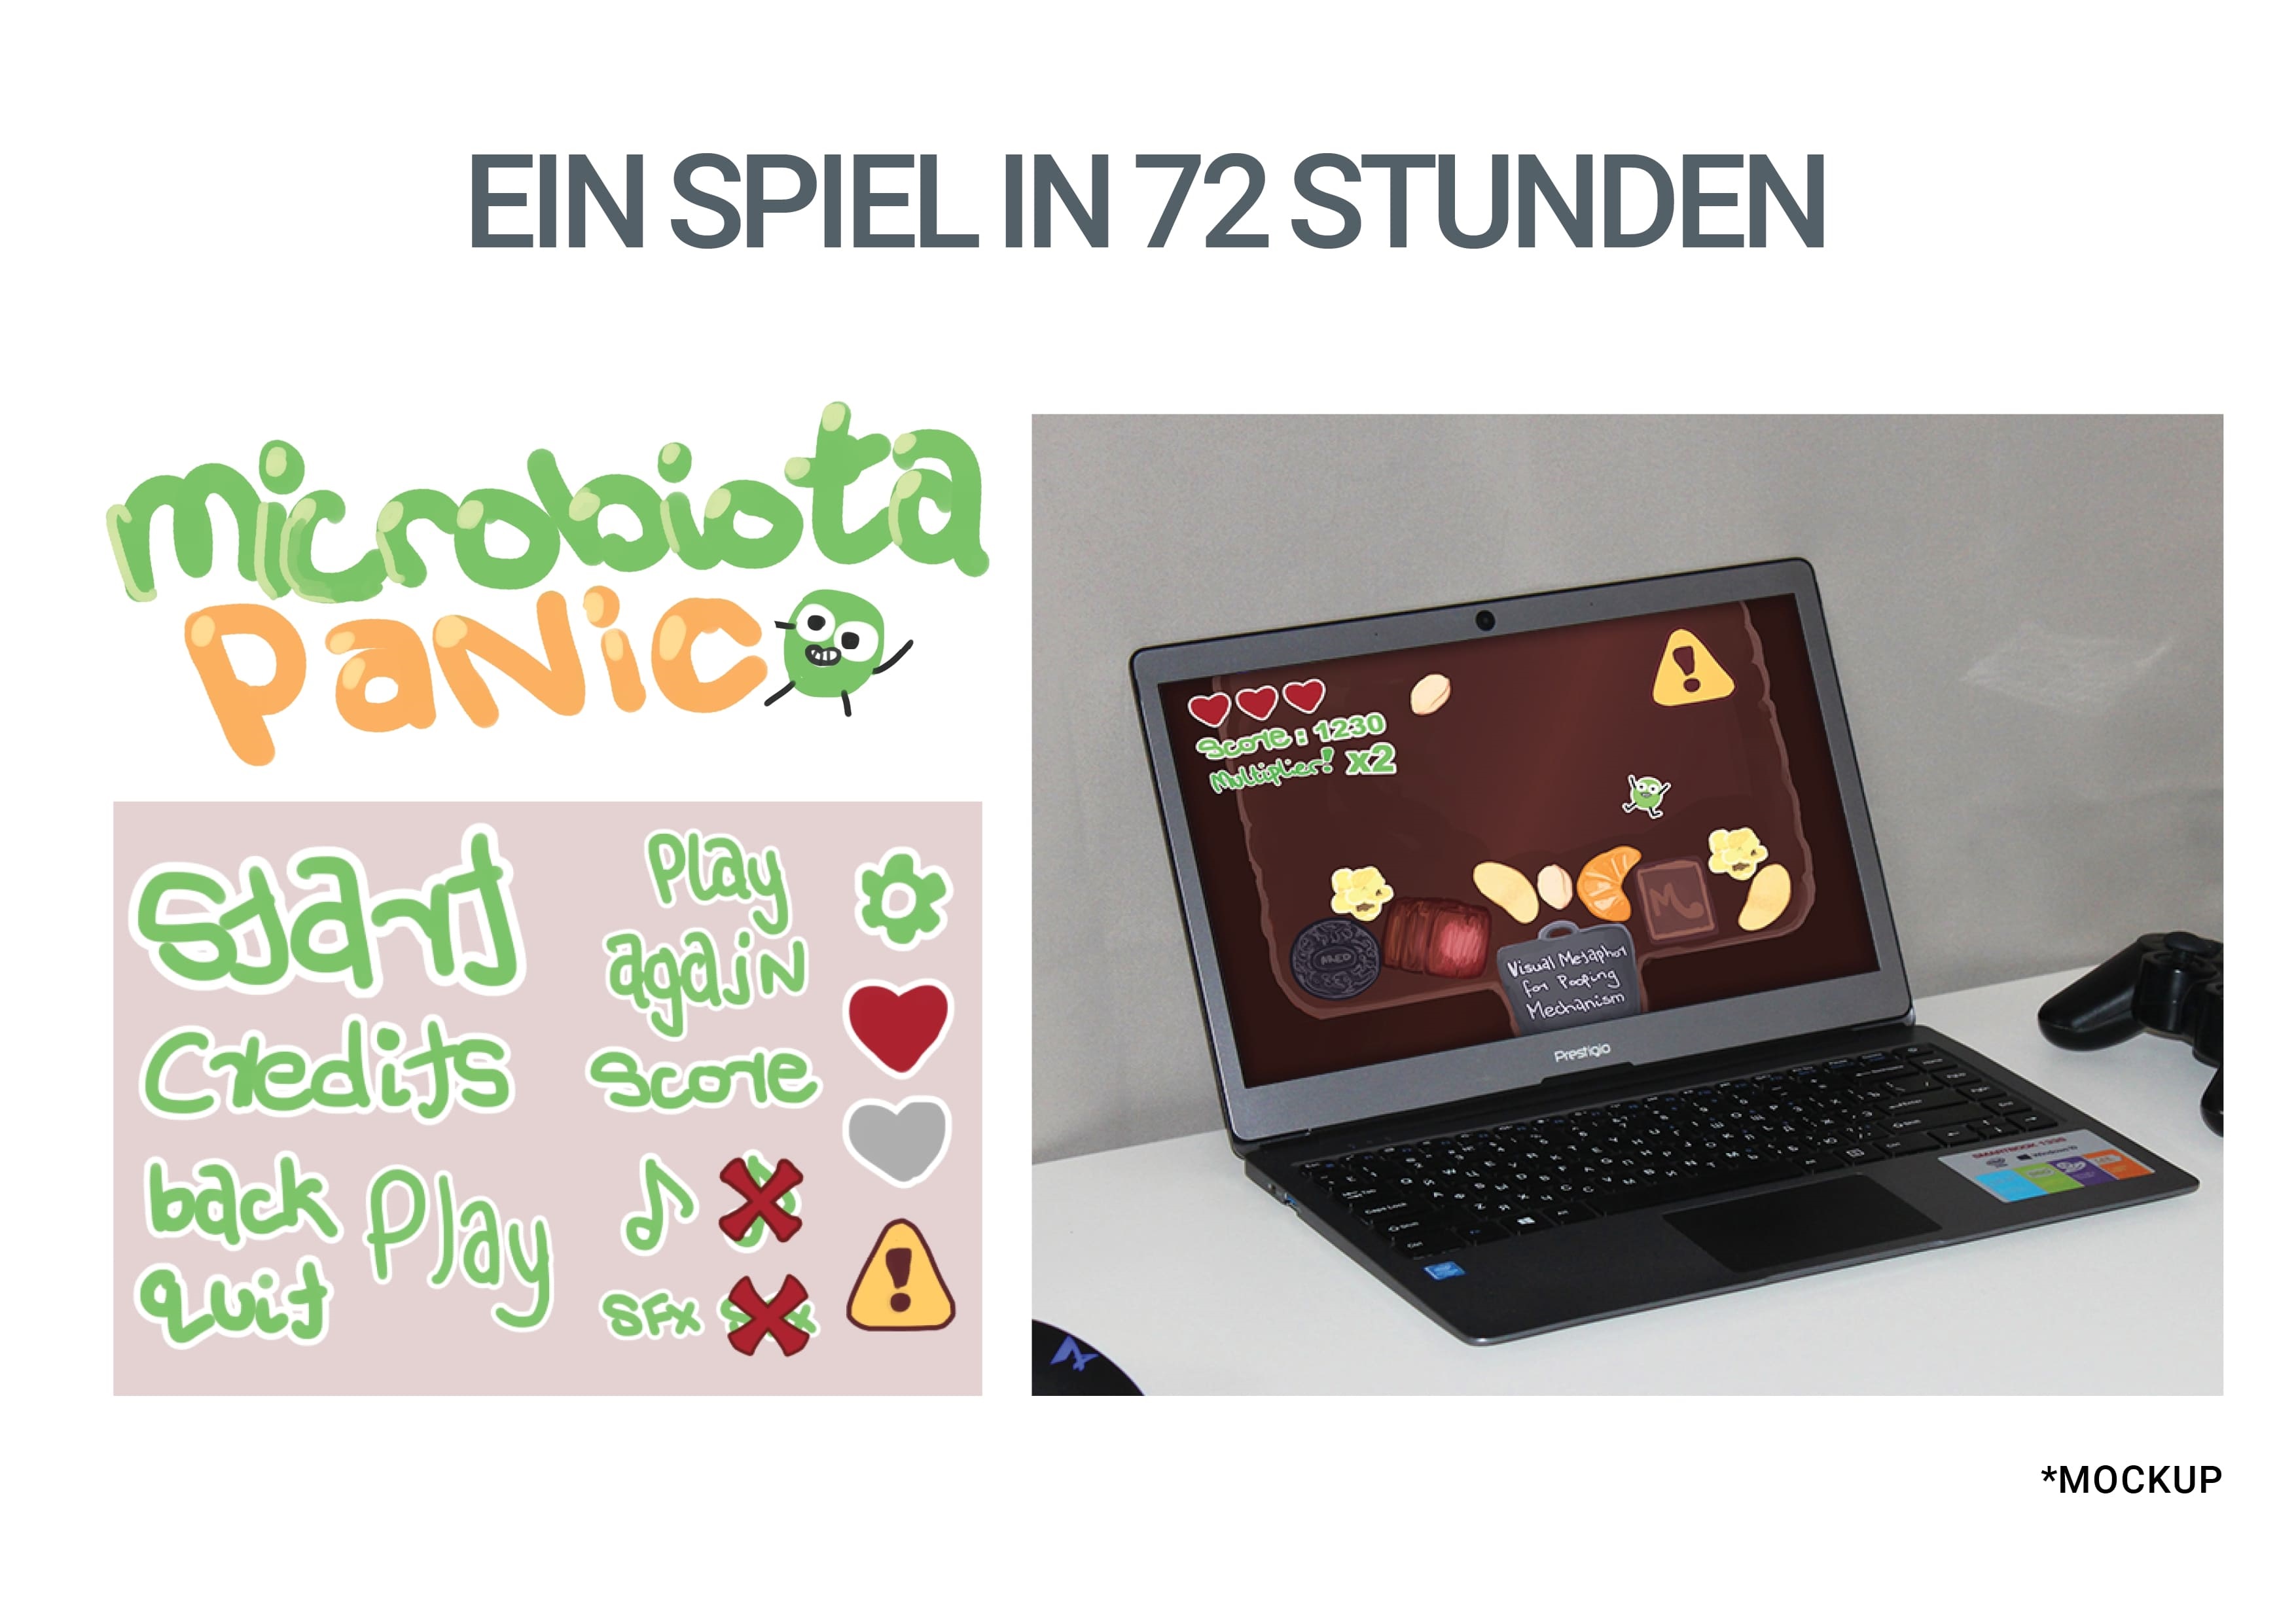 EIN SPIEL IN 72 STUNDEN
microbiota
PaNic
Start
Credits
back
quit
Play
Play
again
Score
SFX
Score: 1230
Multiplier! x2
Visual Metaphor
for Pooping
Mechanism
Prestigio
*MOCKUP